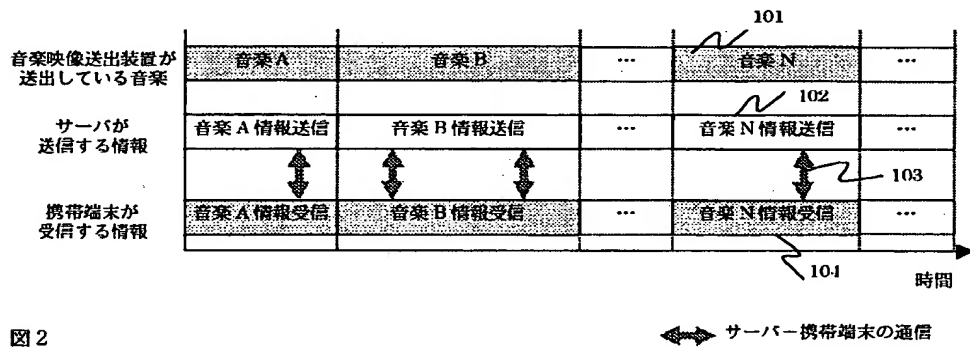 101
音楽映像送出装置が
送出している音楽
音楽A 音楽B … 音楽N …
102
サーバが
送信する情報
音楽A情報送信 音楽B情報送信 … 音楽N情報送信 …
103
携帯端末が
受信する情報
音楽A情報受信 音楽B情報受信 … 音楽N情報受信 …
104
時間
図2
サーバー携帯端末の通信